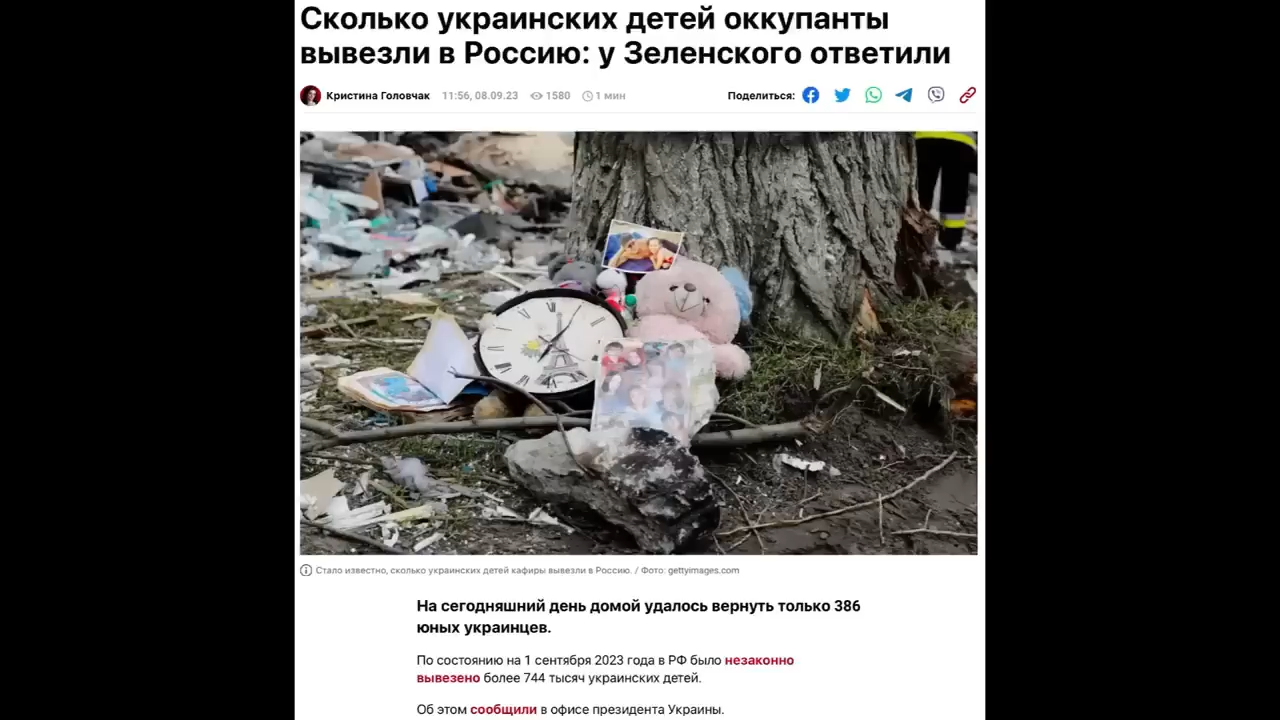 Сколько украинских детей оккупанты
вывезли в Россию: у Зеленского ответили
Кристина Головчак 11:56, 08.09.23 1580 1 мин Поделиться:
Стало известно, сколько украинских детей кафиры вывезли в Россию. / Фото: gettyimages.com
На сегодняшний день домой удалось вернуть только 386
юных украинцев.
По состоянию на 1 сентября 2023 года в РФ было незаконно
вывезено более 744 тысяч украинских детей.
Об этом сообщили в офисе президента Украины.